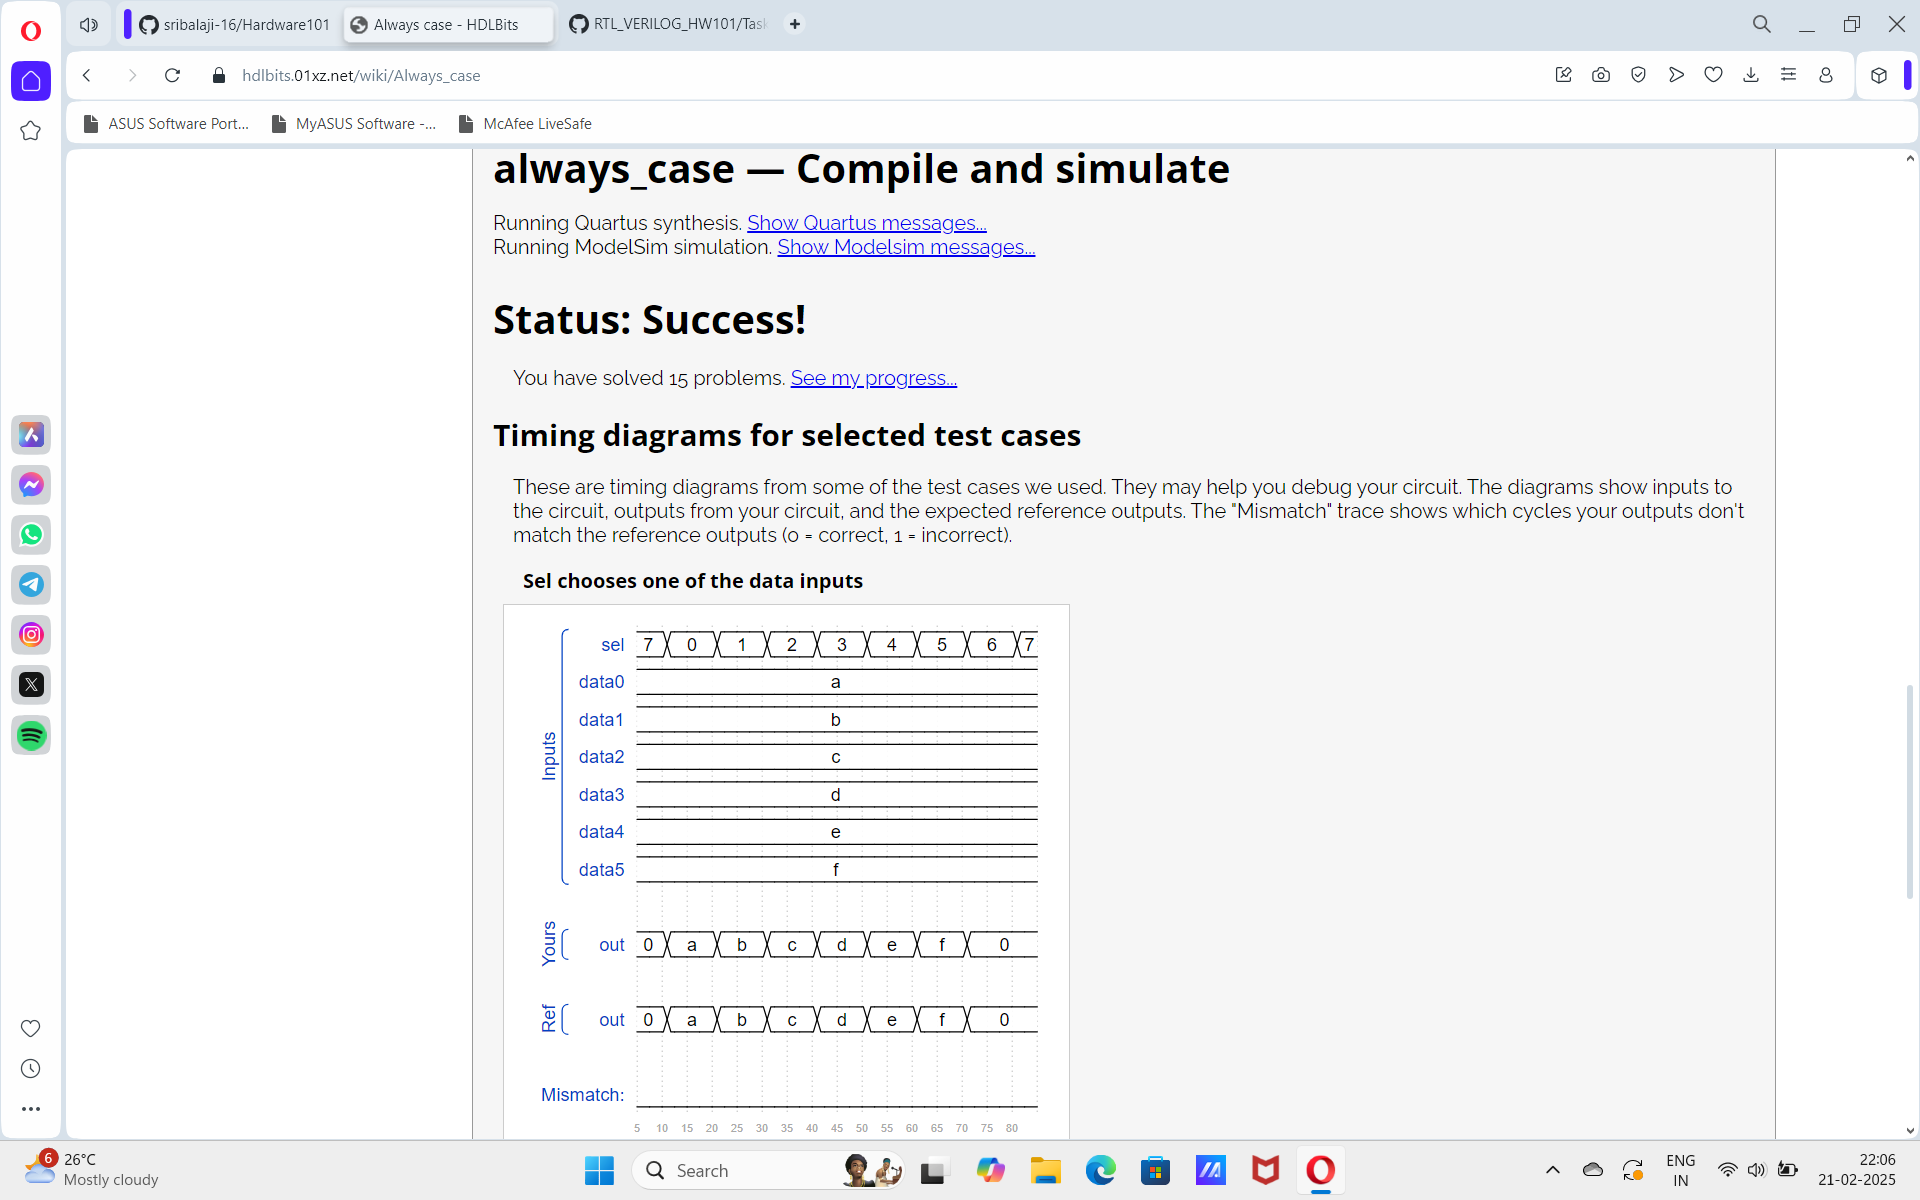 sribalaji-16/Hardware101
Always case - HDLBits
RTL_VERILOG_HW101/Task
hdlbits.01xz.net/wiki/Always_case
ASUS Software Port...
MyASUS Software -...
McAfee LiveSafe
always_case — Compile and simulate
Running Quartus synthesis. Show Quartus messages...
Running ModelSim simulation. Show Modelsim messages...
Status: Success!
You have solved 15 problems. See my progress...
Timing diagrams for selected test cases
These are timing diagrams from some of the test cases we used. They may help you debug your circuit. The diagrams show inputs to
the circuit, outputs from your circuit, and the expected reference outputs. The "Mismatch" trace shows which cycles your outputs don't
match the reference outputs (0 = correct, 1 = incorrect).
Sel chooses one of the data inputs
Inputs
sel 7 0 1 2 3 4 5 6 7
data0 a
data1 b
data2 c
data3 d
data4 e
data5 f
Yours
out 0 a b c d e f 0
Ref
out 0 a b c d e f 0
Mismatch:
5 10 15 20 25 30 35 40 45 50 55 60 65 70 75 80
6
26°C
Mostly cloudy
Search
ENG
IN
22:06
21-02-2025